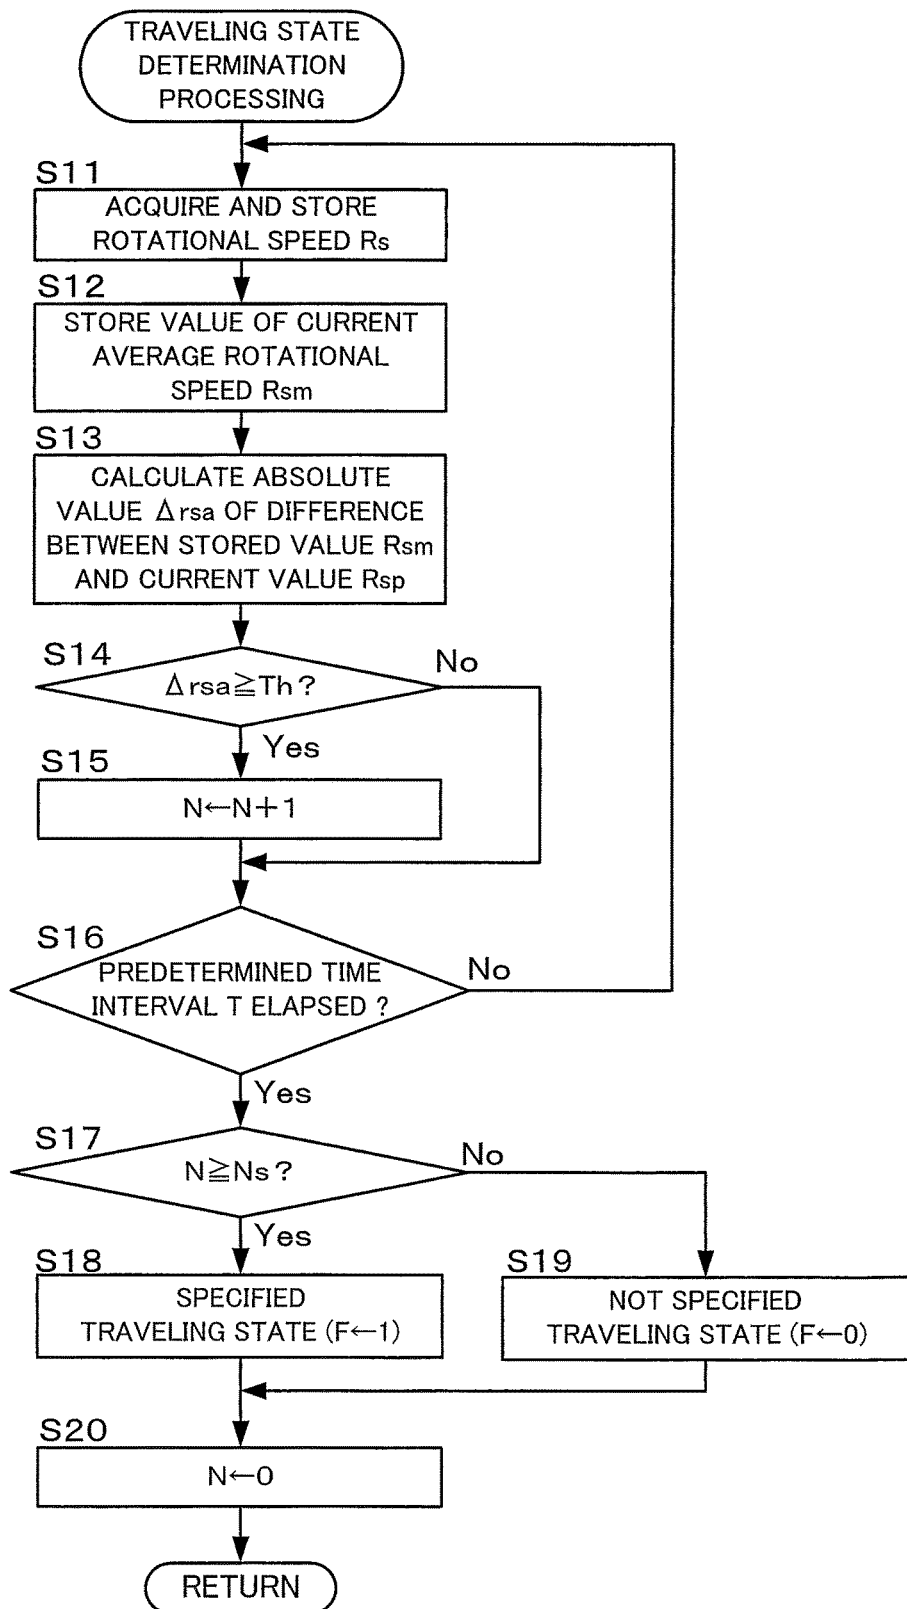 TRAVELING STATE
DETERMINATION
PROCESSING
S11
ACQUIRE AND STORE
ROTATIONAL SPEED Rs
S12
STORE VALUE OF CURRENT
AVERAGE ROTATIONAL
SPEED Rsm
S13
CALCULATE ABSOLUTE
VALUE Δrsa OF DIFFERENCE
BETWEEN STORED VALUE Rsm
AND CURRENT VALUE Rsp
S14
No
Δrsa≧Th?
Yes
S15
N←N+1
S16
No
PREDETERMINED TIME
INTERVAL T ELAPSED ?
Yes
S17
No
N≧Ns?
Yes
S18
SPECIFIED
TRAVELING STATE (F←1)
S19
NOT SPECIFIED
TRAVELING STATE (F←0)
S20
N←0
RETURN